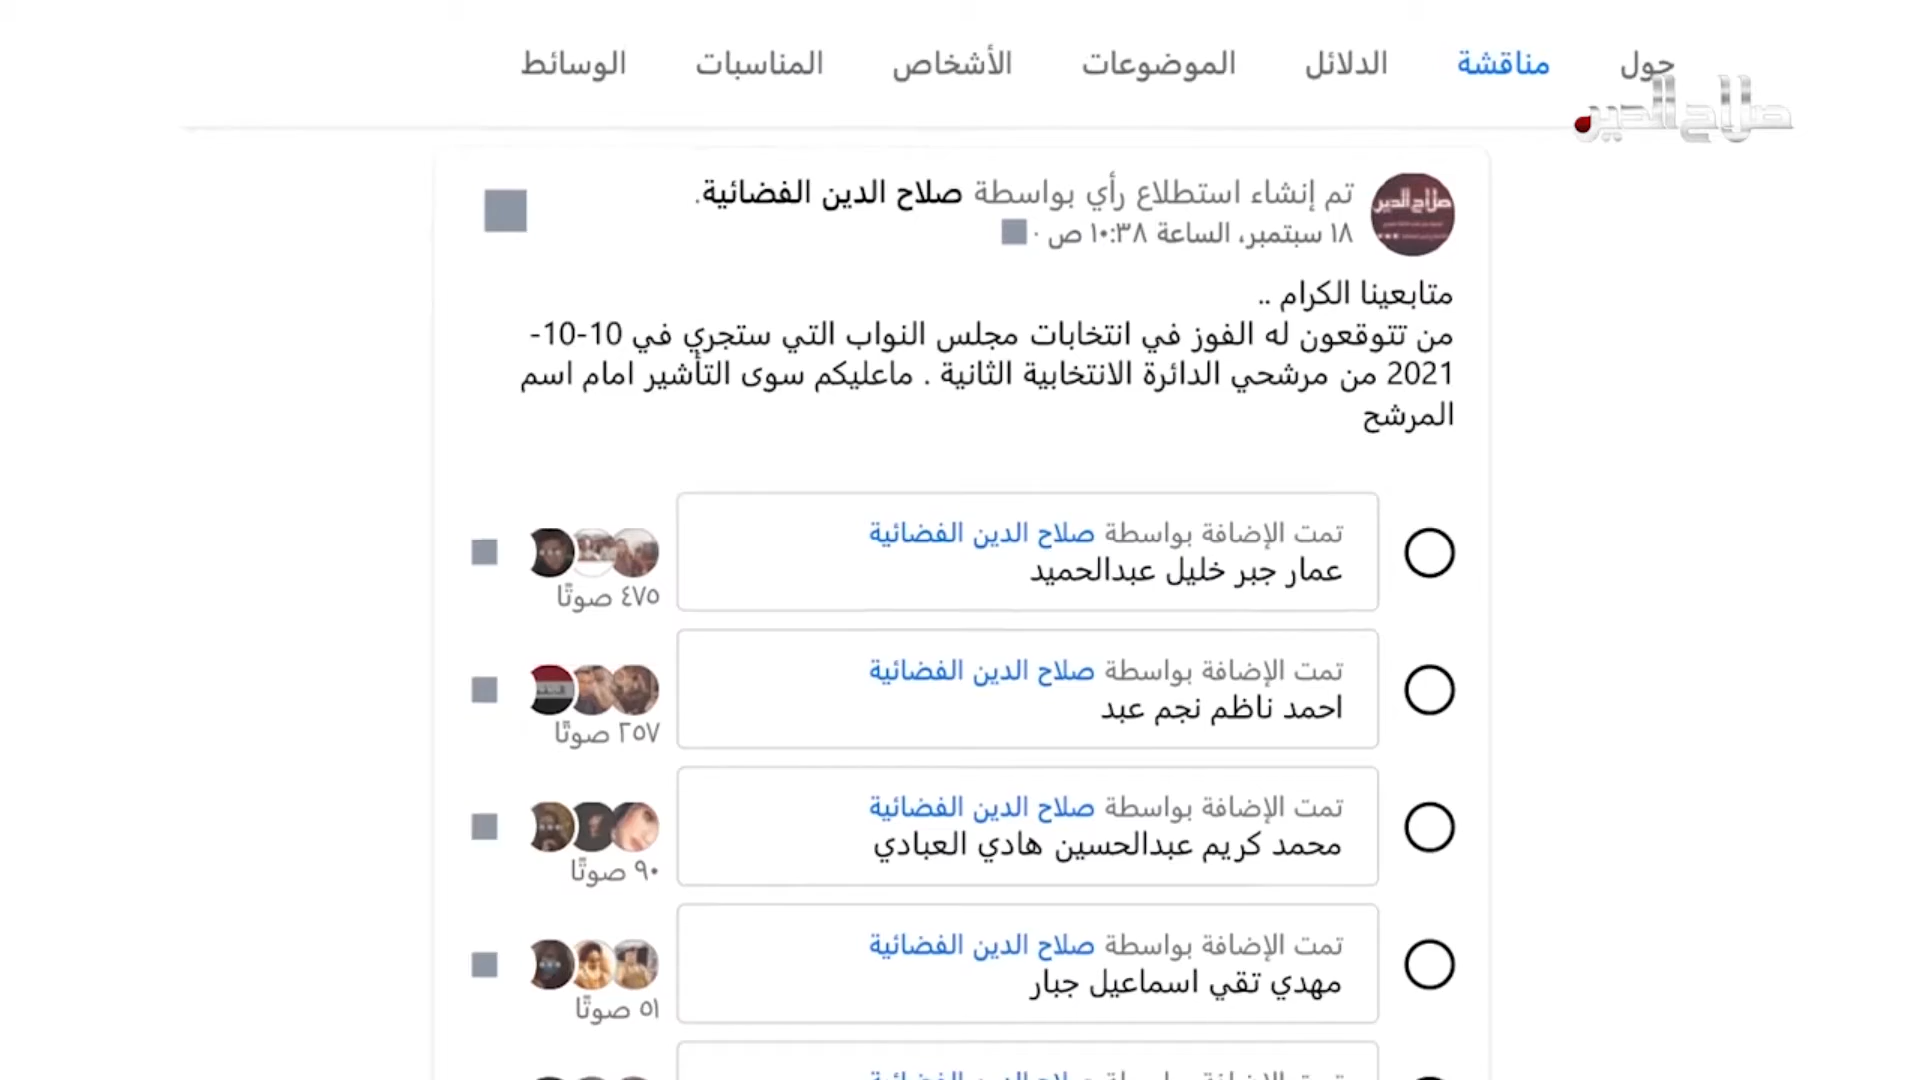 حول
مناقشة
الدلائل
الموضوعات
الأشخاص
المناسبات
الوسائط
صلاح الدين
صلاح الدين
تم إنشاء استطلاع رأي بواسطة صلاح الدين الفضائية.
١٨ سبتمبر، الساعة ١٠:٣٨ ص ·
متابعينا الكرام ..
من تتوقعون له الفوز في انتخابات مجلس النواب التي ستجري في 10-10-
2021 من مرشحي الدائرة الانتخابية الثانية . ماعليكم سوى التأشير امام اسم
المرشح
تمت الإضافة بواسطة صلاح الدين الفضائية
عمار جبر خليل عبدالحميد
٤٧٥ صوتًا
تمت الإضافة بواسطة صلاح الدين الفضائية
احمد ناظم نجم عبد
٢٥٧ صوتًا
تمت الإضافة بواسطة صلاح الدين الفضائية
محمد كريم عبدالحسين هادي العبادي
٩٠ صوتًا
تمت الإضافة بواسطة صلاح الدين الفضائية
مهدي تقي اسماعيل جبار
٥١ صوتًا